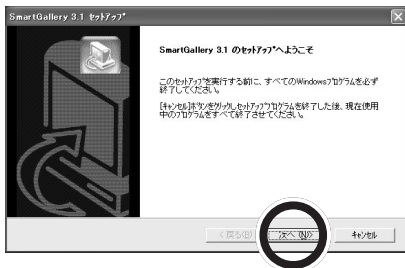 SmartGallery 3.1 ｾｯﾄｱｯﾌﾟ
SmartGallery 3.1 のｾｯﾄｱｯﾌﾟへようこそ
このｾｯﾄｱｯﾌﾟを実行する前に、すべてのWindowsﾌﾟﾛｸﾞﾗムを必ず
終了してください。
[ｷｬﾝｾﾙ]ﾎﾞﾀﾝをｸﾘｯｸしｾｯﾄｱｯﾌﾟﾌﾟﾛｸﾞﾗﾑを終了した後、現在使用
中のﾌﾟﾛｸﾞﾗﾑをすべて終了させてください。
< 戻る(B)
次へ (N)>
ｷｬﾝｾﾙ